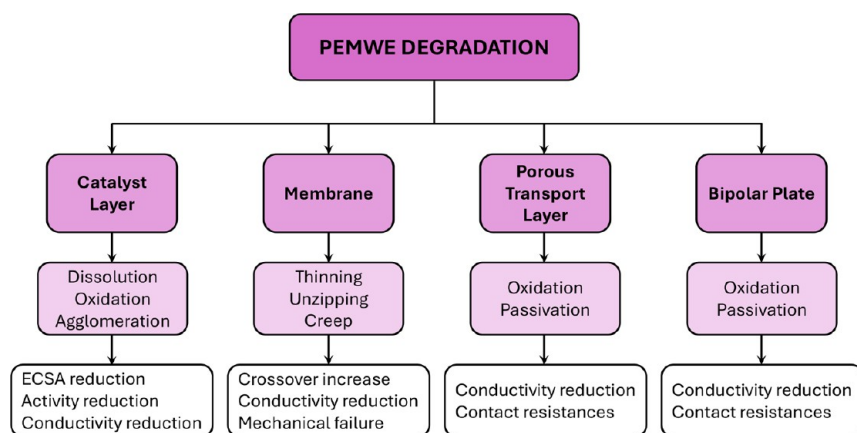 PEMWE DEGRADATION
Catalyst
Layer
Membrane
Porous
Transport
Layer
Bipolar Plate
Dissolution
Oxidation
Agglomeration
Thinning
Unzipping
Creep
Oxidation
Passivation
Oxidation
Passivation
ECSA reduction
Activity reduction
Conductivity reduction
Crossover increase
Conductivity reduction
Mechanical failure
Conductivity reduction
Contact resistances
Conductivity reduction
Contact resistances